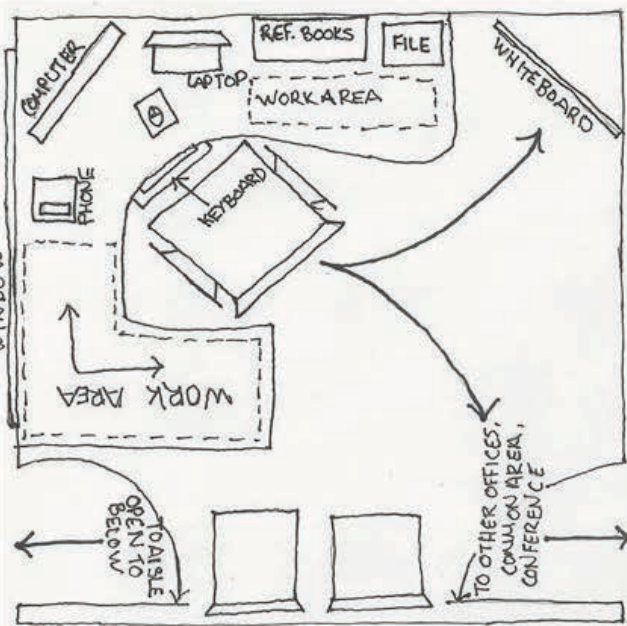 COMPUTER
LAPTOP
REF. BOOKS
FILE
WORK AREA
WHITEBOARD
PHONE
KEYBOARD
WORK AREA
TO AISLE
OPEN TO
BELOW
TO OTHER OFFICES,
COMMON AREA,
CONFERENCE